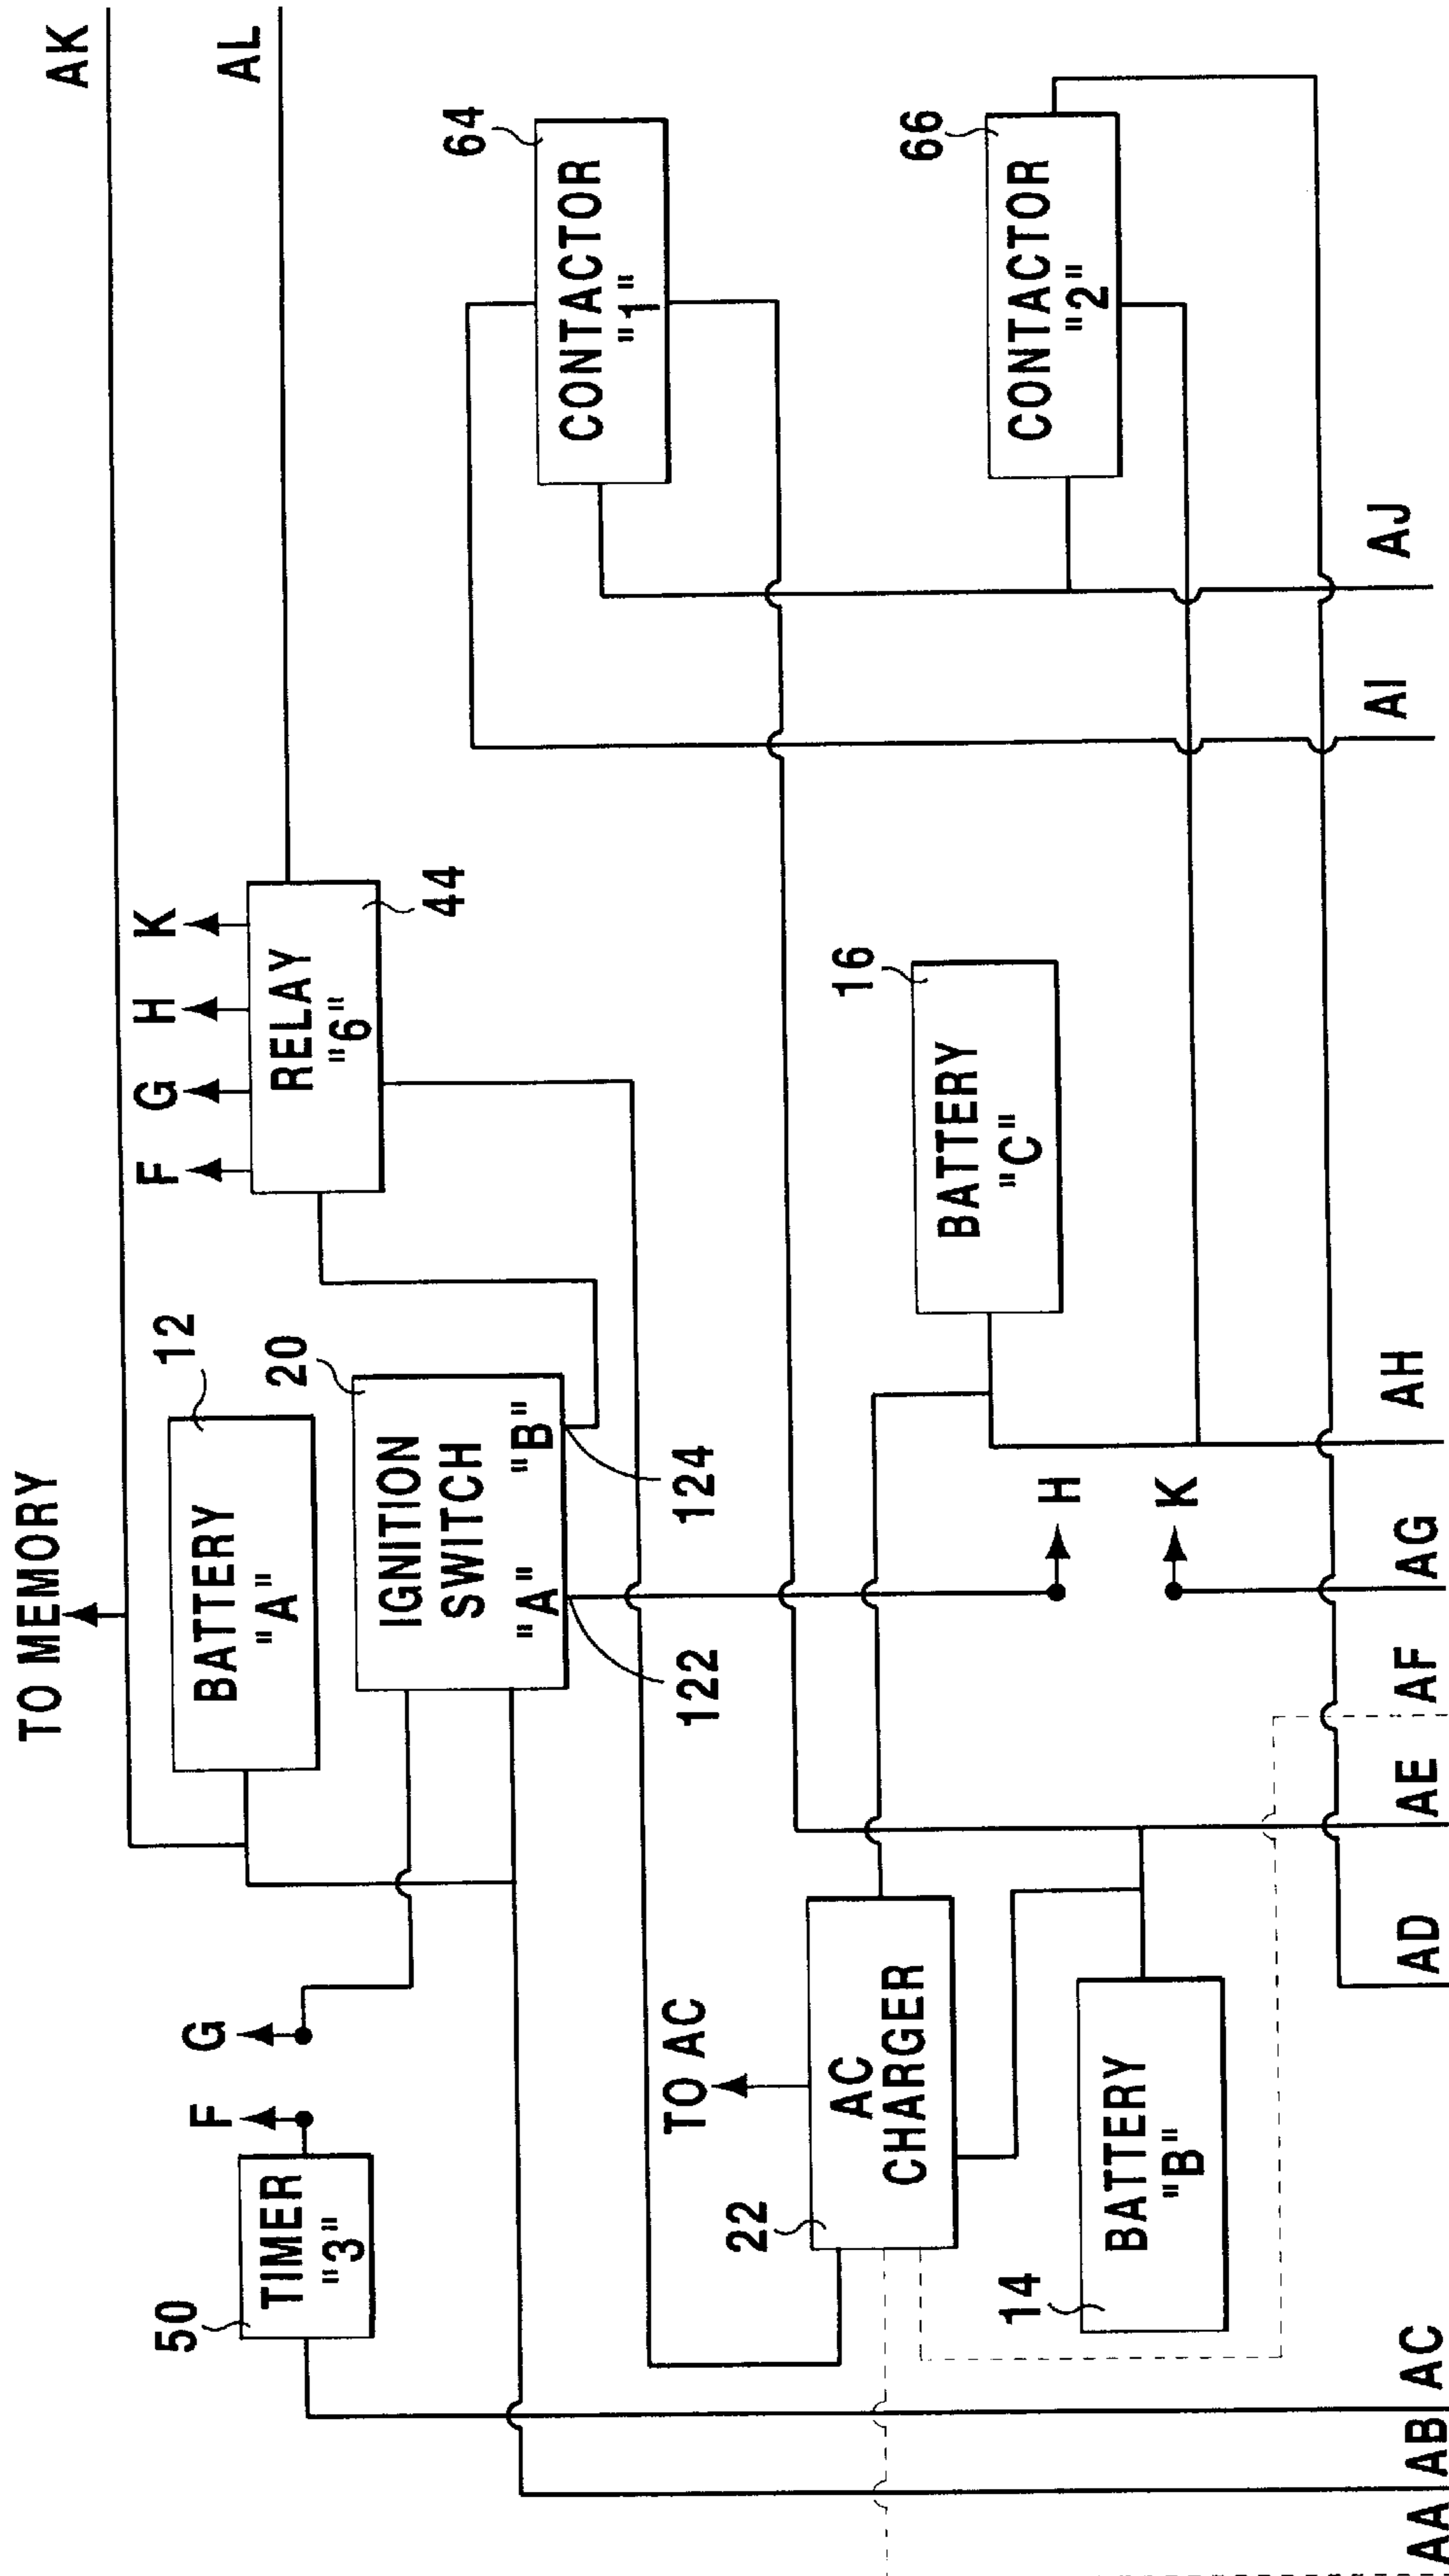 TO MEMORY
AK
AL
12
BATTERY
"A"
F
G
H
K
RELAY
"6"
44
F
G
50
TIMER
"3"
20
IGNITION
SWITCH
"A"
"B"
122
124
64
CONTACTOR
"1"
TO AC
22
AC
CHARGER
16
BATTERY
"C"
66
CONTACTOR
"2"
H
K
14
BATTERY
"B"
AA
AB
AC
AD
AE
AF
AG
AH
AI
AJ